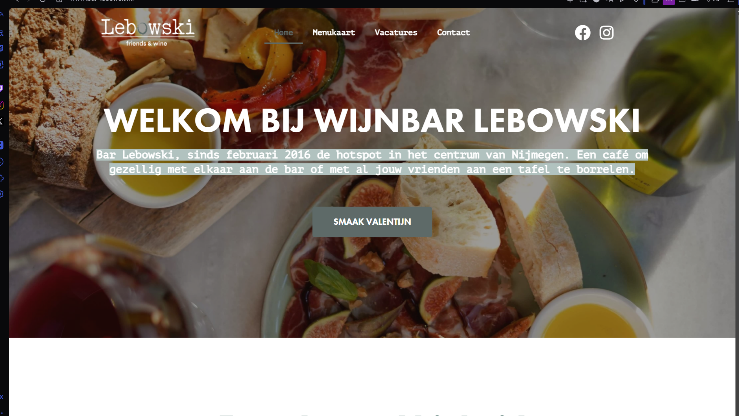 Lebowski
friends & wine
Home Menukaart Vacatures Contact
WELKOM BIJ WIJNBAR LEBOWSKI
Bar Lebowski, sinds februari 2016 de hotspot in het centrum van Nijmegen. Een café om
gezellig met elkaar aan de bar of met al jouw vrienden aan een tafel te borrelen.
SMAAK VALENTIJN